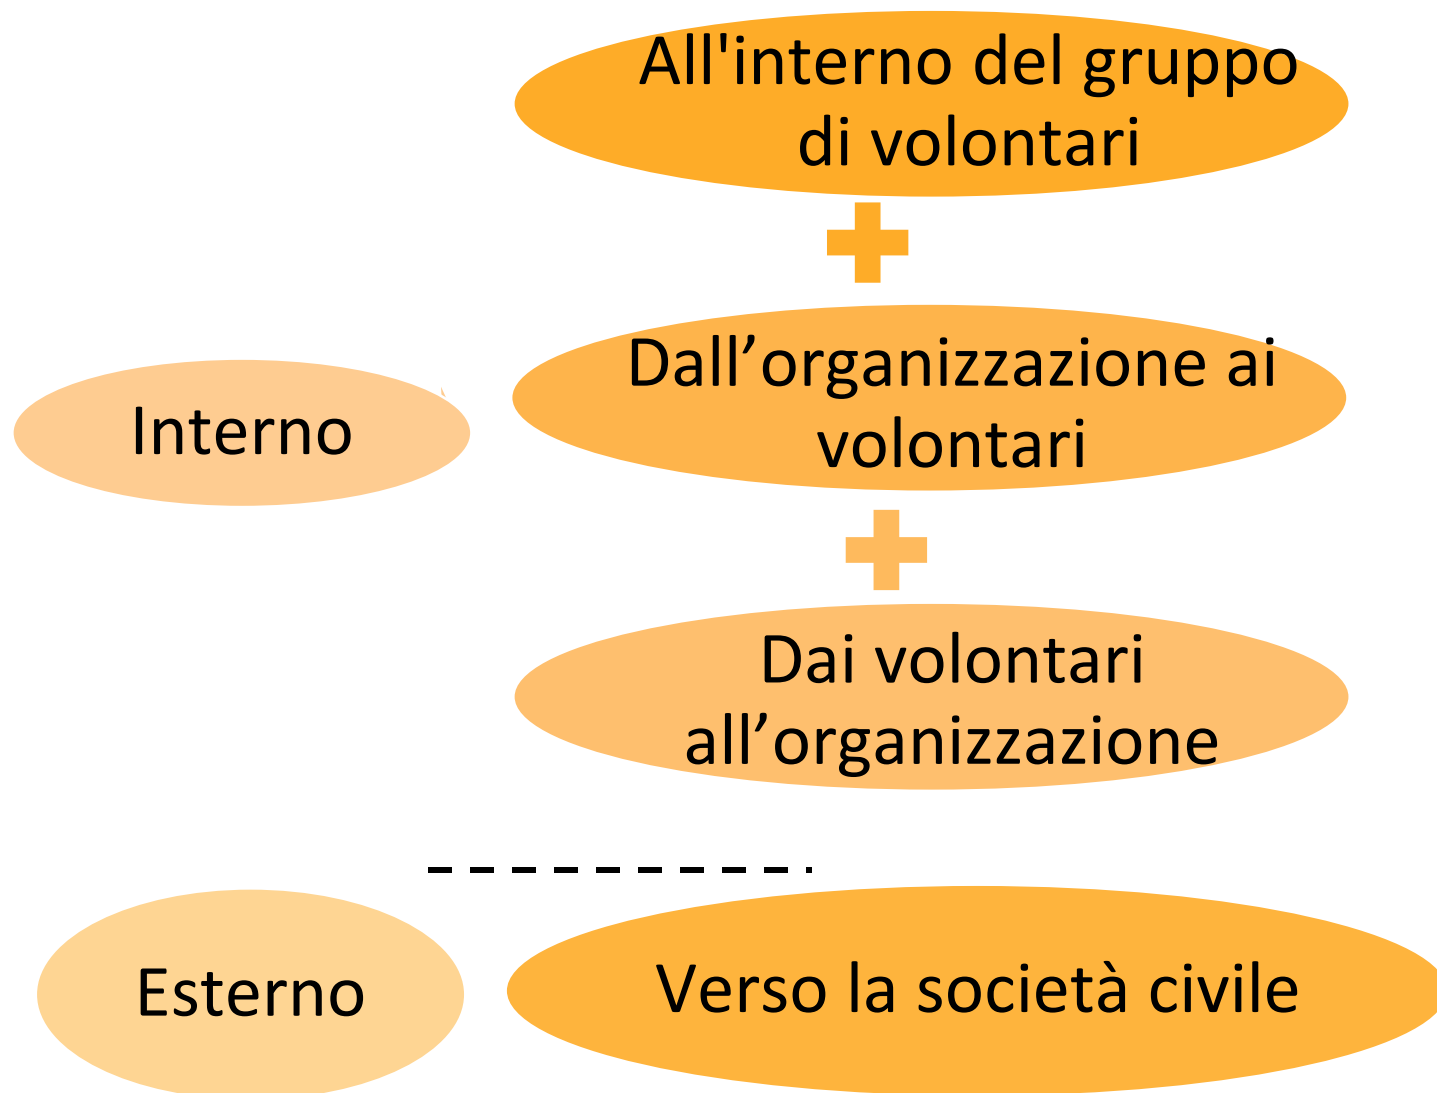 All'interno del gruppo
di volontari
Dall’organizzazione ai
volontari
Interno
Dai volontari
all’organizzazione
Esterno
Verso la società civile